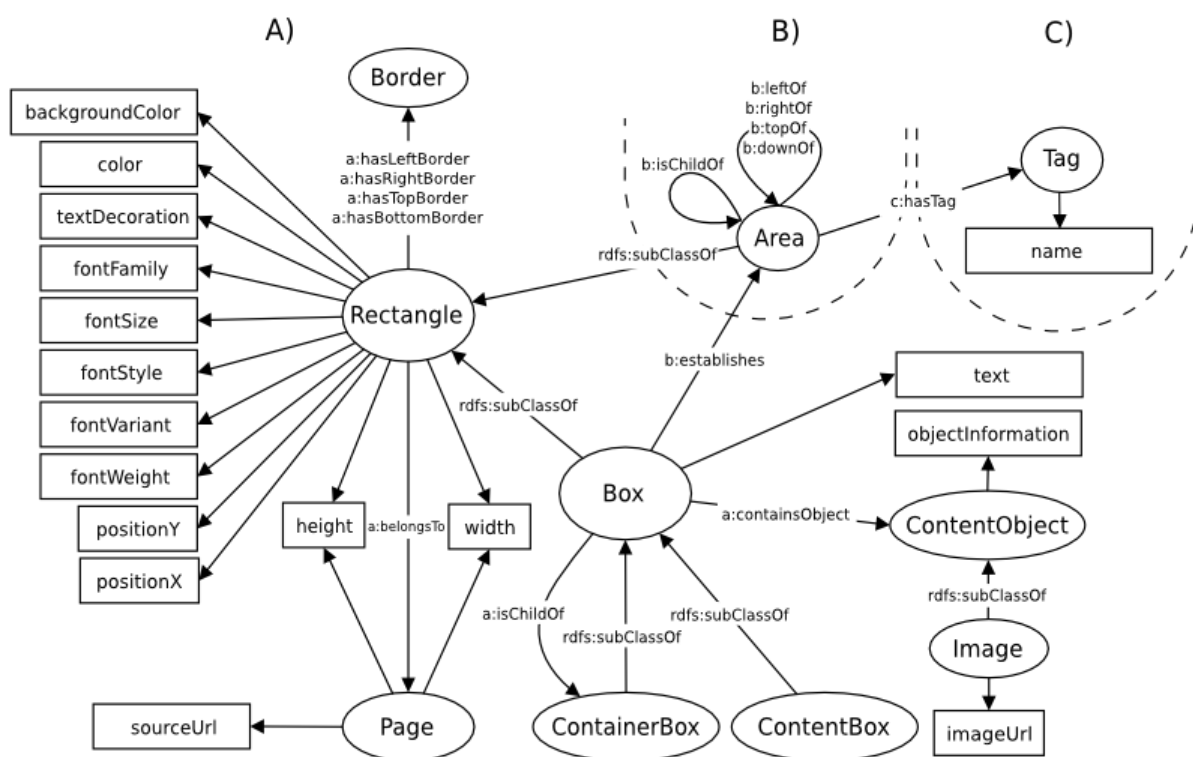 A)
B)
C)
Border
backgroundColor
color
textDecoration
fontFamily
fontSize
fontStyle
fontVariant
fontWeight
positionY
positionX
a:hasLeftBorder
a:hasRightBorder
a:hasTopBorder
a:hasBottomBorder
Rectangle
b:leftOf
b:rightOf
b:topOf
b:downOf
b:isChildOf
Area
rdfs:subClassOf
c:hasTag
Tag
name
b:establishes
rdfs:subClassOf
text
objectInformation
Box
a:containsObject
ContentObject
height
a:belongsTo
width
a:isChildOf
rdfs:subClassOf
rdfs:subClassOf
rdfs:subClassOf
Image
sourceUrl
Page
ContainerBox
ContentBox
imageUrl